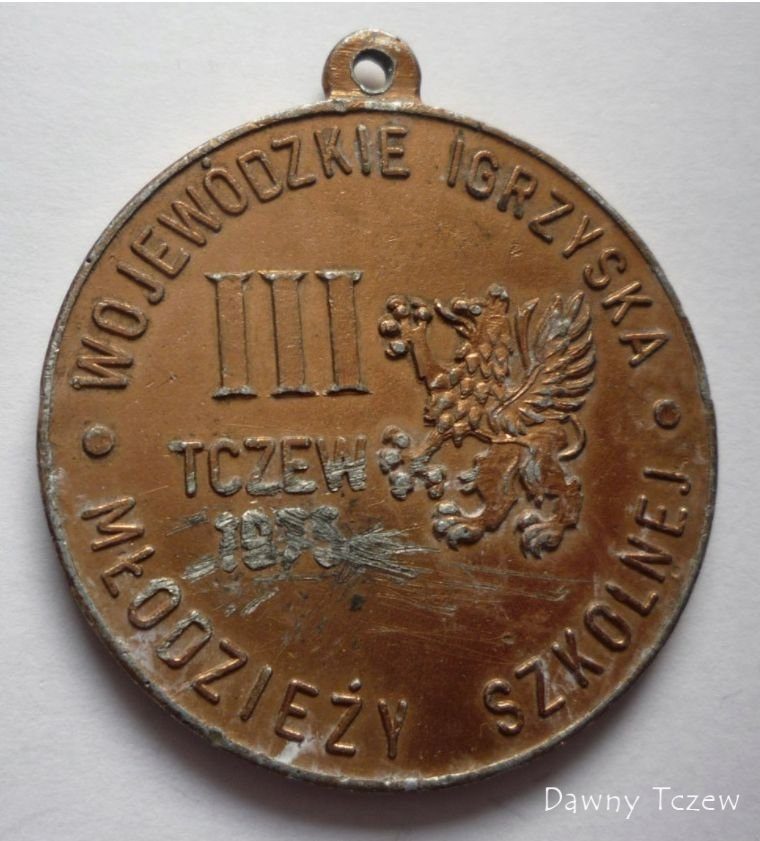 WOJEWÓDZKIE IGRZYSKA
III
TCZEW
MŁODZIEŻY SZKOLNEJ
Dawny Tczew